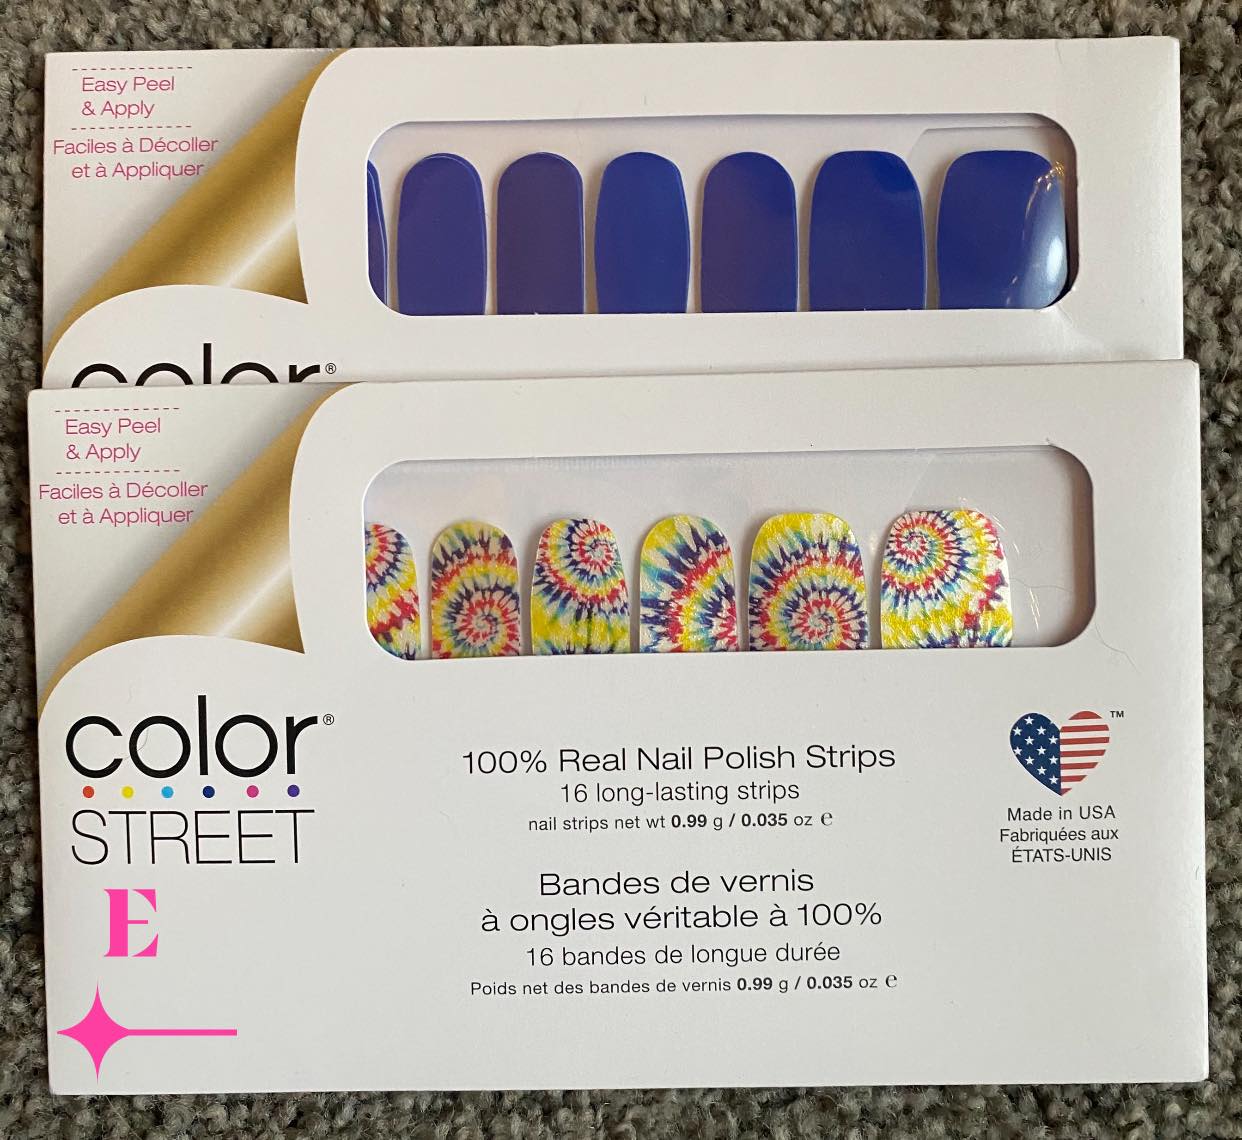 Easy Peel
& Apply
Faciles à Décoller
et à Appliquer
color®
Easy Peel
& Apply
Faciles à Décoller
et à Appliquer
color®
STREET
E
100% Real Nail Polish Strips
16 long-lasting strips
nail strips net wt 0.99 g / 0.035 oz ℮
Bandes de vernis
à ongles véritable à 100%
16 bandes de longue durée
Poids net des bandes de vernis 0.99 g / 0.035 oz ℮
™
Made in USA
Fabriquées aux
ÉTATS-UNIS